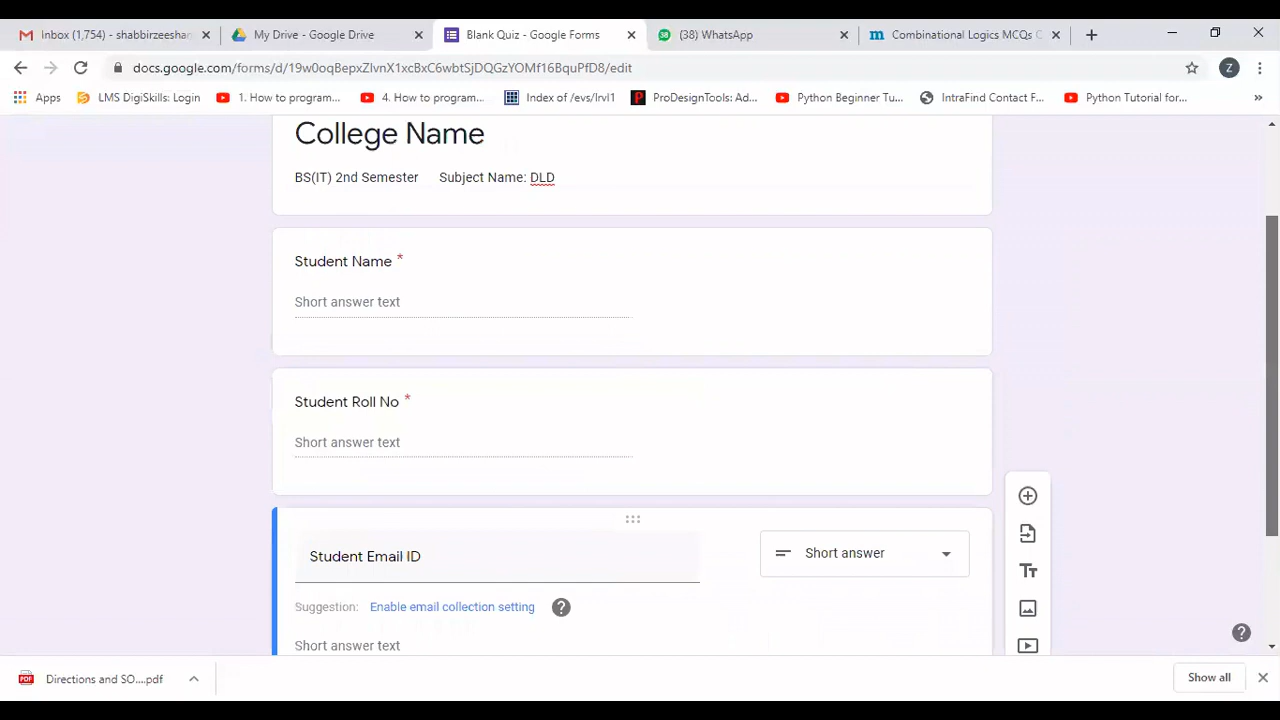 Inbox (1,754) - shabbirzeeshan
My Drive - Google Drive
Blank Quiz - Google Forms
(38) WhatsApp
Combinational Logics MCQs C
docs.google.com/forms/d/19w0oqBepxZIvnX1xcBxC6wbtSjDQGzYOMf16BquPfD8/edit
Z
Apps
LMS DigiSkills: Login
1. How to program...
4. How to program...
Index of /evs/lrvl1
ProDesignTools: Ad...
Python Beginner Tu...
IntraFind Contact F...
Python Tutorial for...
College Name
BS(IT) 2nd Semester Subject Name: DLD
Student Name *
Short answer text
Student Roll No *
Short answer text
Student Email ID
Short answer
Suggestion: Enable email collection setting
Short answer text
Directions and SO....pdf
Show all